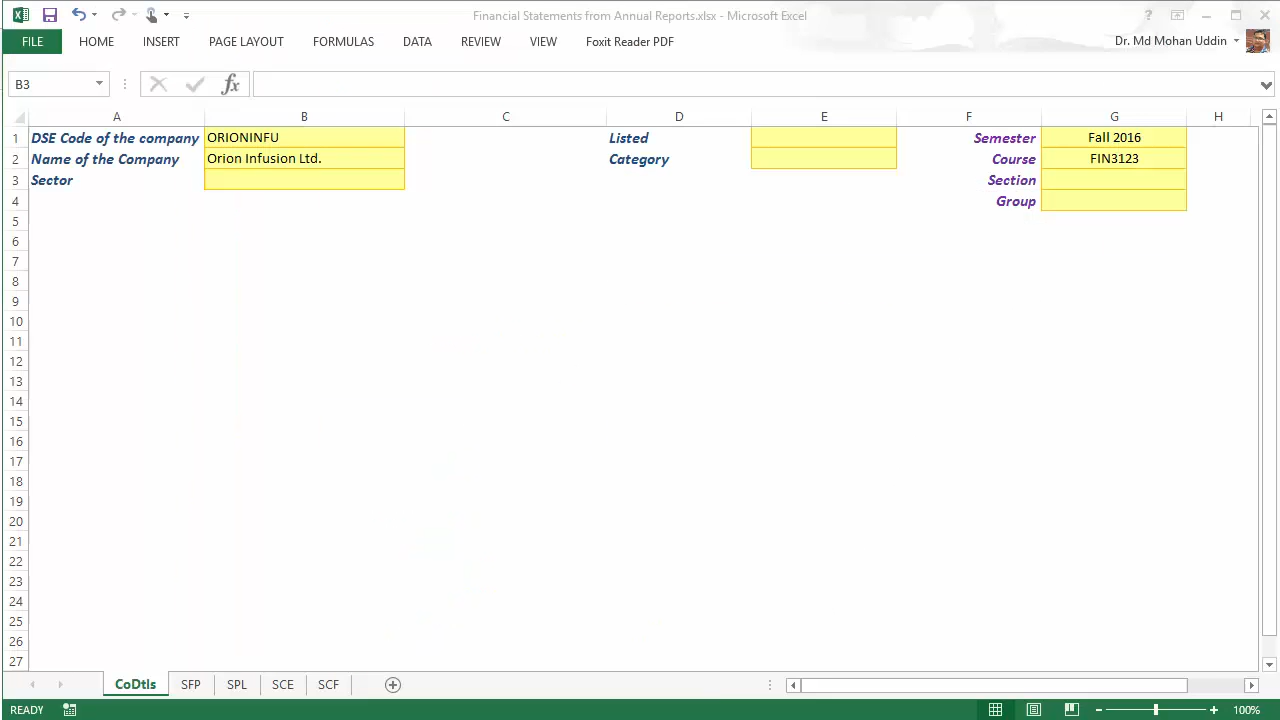 Financial Statements from Annual Reports.xlsx - Microsoft Excel
?
FILE HOME INSERT PAGE LAYOUT FORMULAS DATA REVIEW VIEW Foxit Reader PDF Dr. Md Mohan Uddin
B3 fx
A B C D E F G H
1 DSE Code of the company ORIONINFU Listed Semester Fall 2016
2 Name of the Company Orion Infusion Ltd. Category Course FIN3123
3 Sector Section
4 Group
5
6
7
8
9
10
11
12
13
14
15
16
17
18
19
20
21
22
23
24
25
26
27
CoDtls SFP SPL SCE SCF
READY 100%